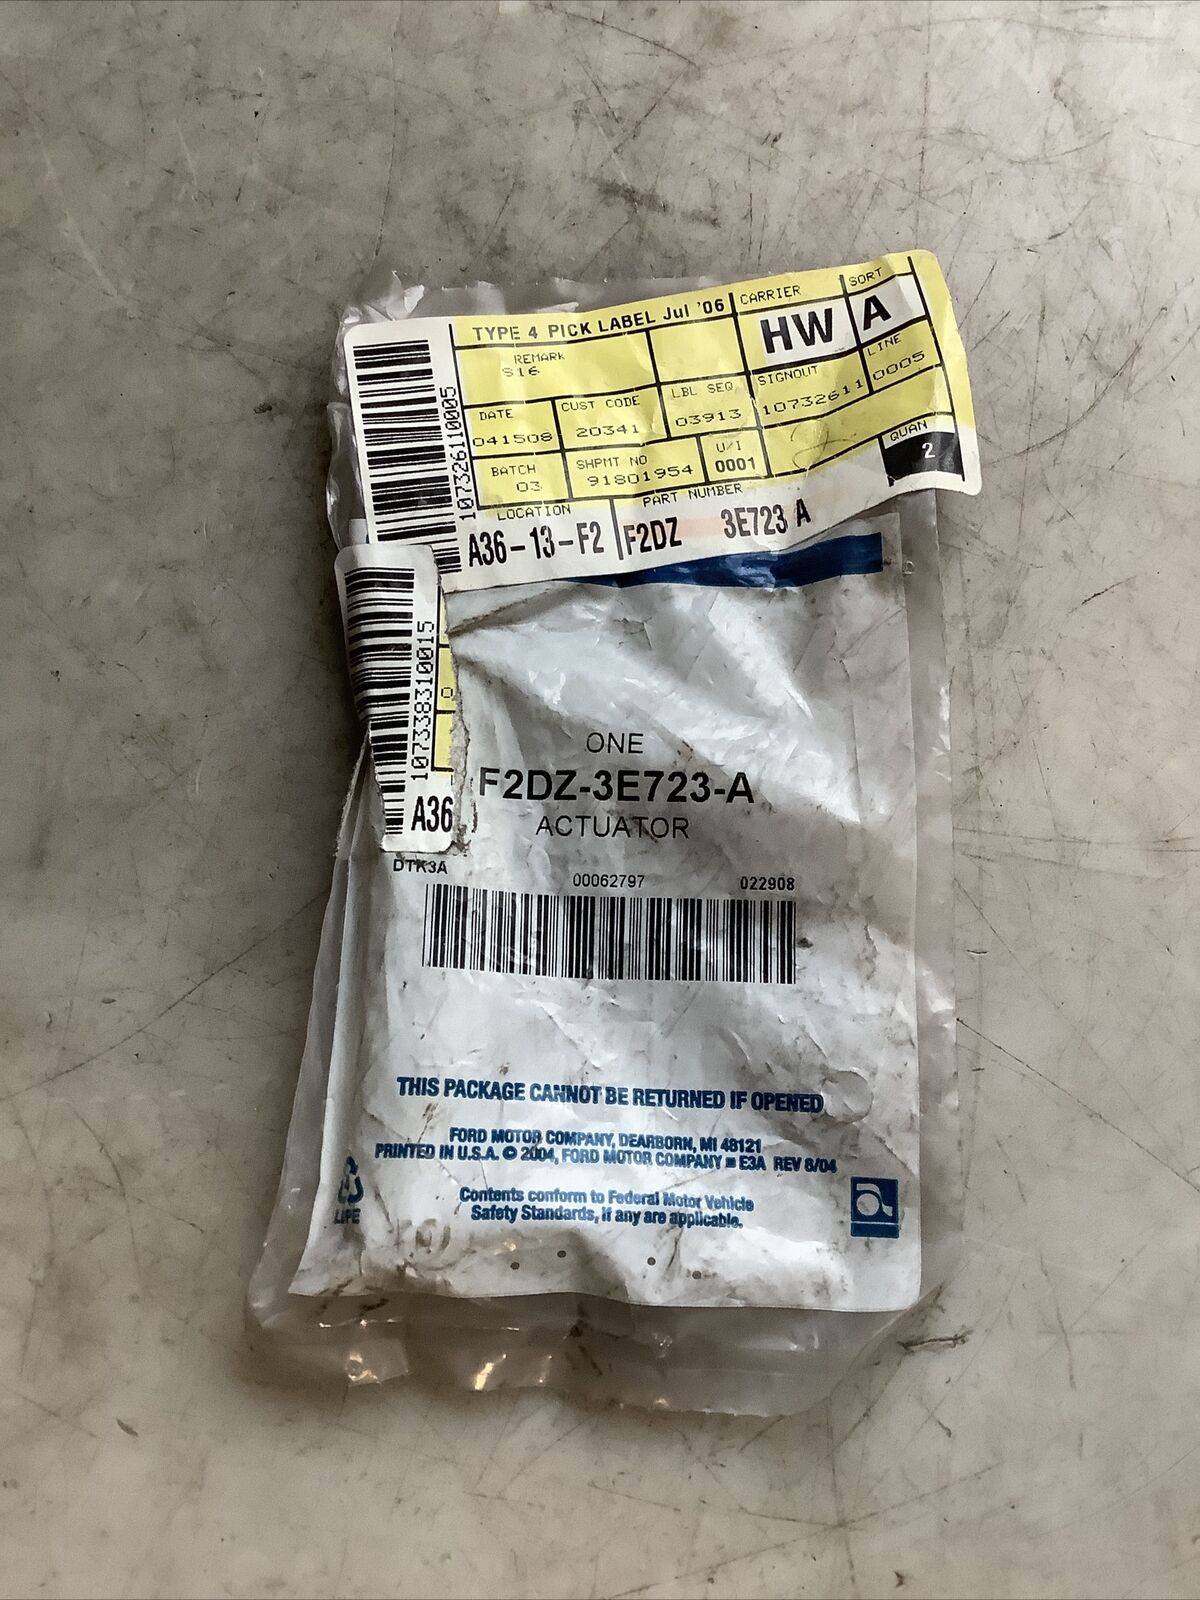 TYPE 4 PICK LABEL Jul '06
CARRIER
HW
SORT
A
REMARK
S16
DATE
041508
CUST CODE
20341
LBL SEQ
03913
SIGNOUT
10732611
LINE
0005
BATCH
03
SHPMT NO
91801954
U/I
0001
QUAN
2
LOCATION
A36-13-F2
PART NUMBER
F2DZ 3E723 A
107326110005
107338310015
A36
ONE
F2DZ-3E723-A
ACTUATOR
DTK3A 00062797 022908
THIS PACKAGE CANNOT BE RETURNED IF OPENED
FORD MOTOR COMPANY, DEARBORN, MI 48121
PRINTED IN U.S.A. © 2004, FORD MOTOR COMPANY E3A REV 8/04
Contents conform to Federal Motor Vehicle
Safety Standards, if any are applicable.